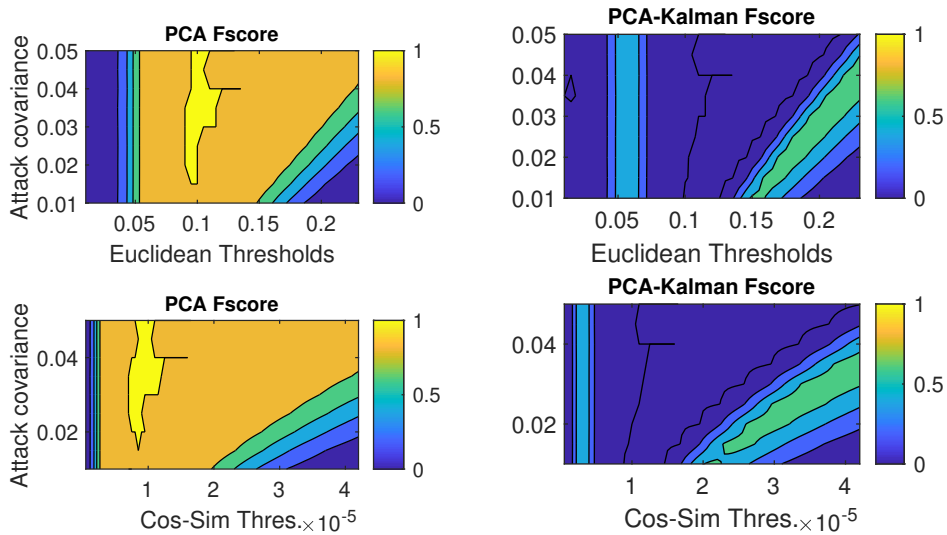 PCA Fscore
0.05
0.04
0.03
0.02
0.01
Attack covariance
0.05 0.1 0.15 0.2
Euclidean Thresholds
1
0.5
0
PCA-Kalman Fscore
0.05
0.04
0.03
0.02
0.01
0.05 0.1 0.15 0.2
Euclidean Thresholds
1
0.5
0
PCA Fscore
0.04
0.02
Attack covariance
1 2 3 4
Cos-Sim Thres.×10-5
1
0.5
0
PCA-Kalman Fscore
0.04
0.02
1 2 3 4
Cos-Sim Thres.×10-5
1
0.5
0